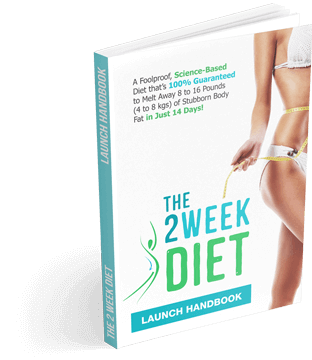 A Foolproof, Science-Based
Diet that's 100% Guaranteed
to Melt Away 8 to 16 Pounds
(4 to 8 kgs) of Stubborn Body
Fat in Just 14 Days!
THE
2 WEEK
DIET
LAUNCH HANDBOOK
THE 2 WEEK DIET
LAUNCH HANDBOOK